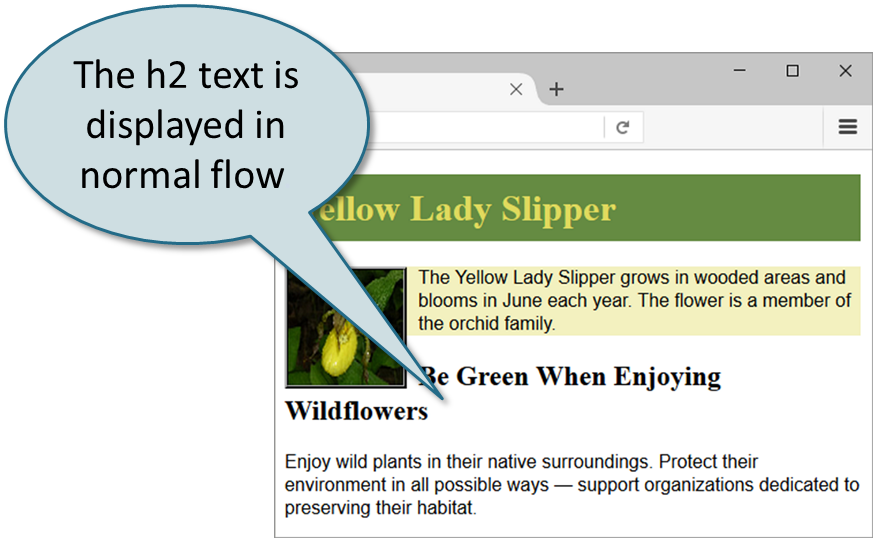 The h2 text is
displayed in
normal flow
ellow Lady Slipper
The Yellow Lady Slipper grows in wooded areas and
blooms in June each year. The flower is a member of
the orchid family.
Be Green When Enjoying
Wildflowers
Enjoy wild plants in their native surroundings. Protect their
environment in all possible ways — support organizations dedicated to
preserving their habitat.